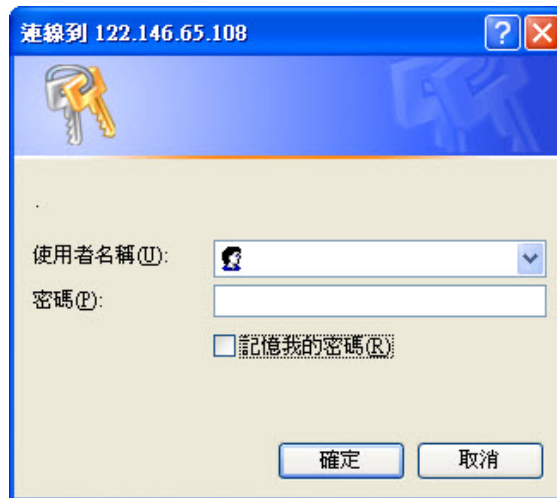 連線到 122.146.65.108
.
使用者名稱(U):
密碼(P):
記憶我的密碼(R)
確定 取消